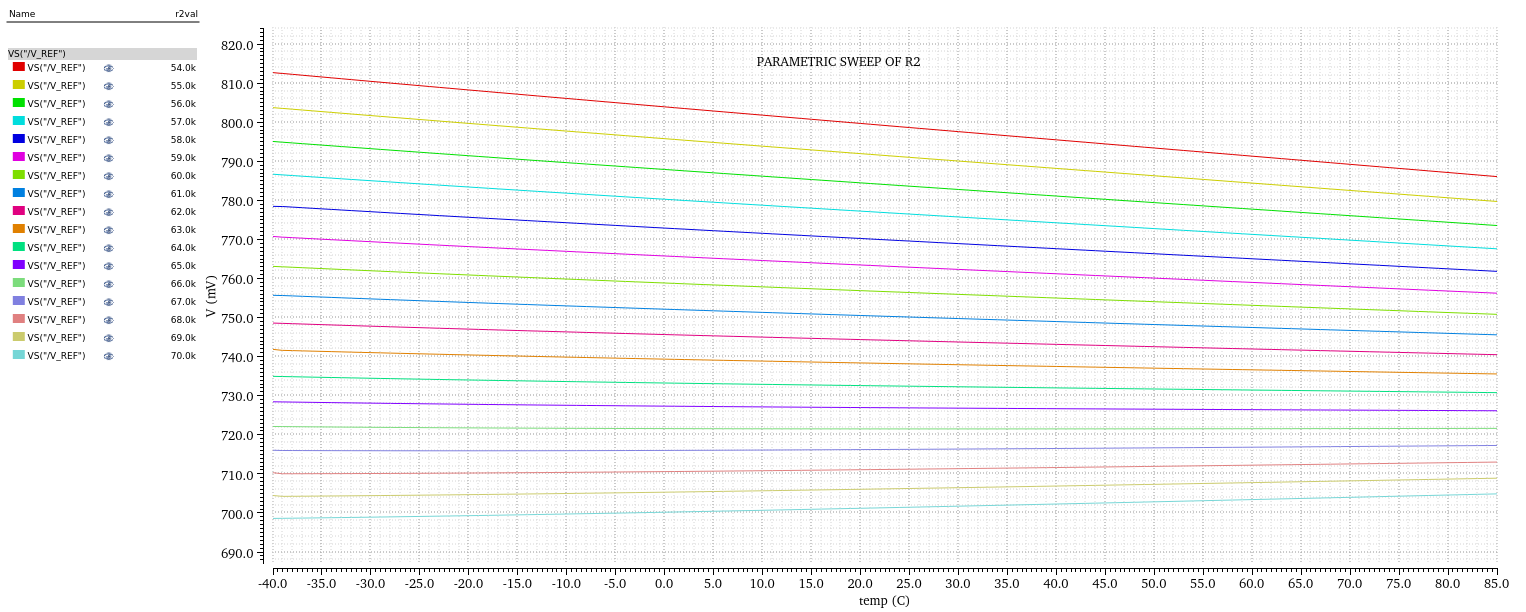 Name r2val
VS("/V_REF")
VS("/V_REF") 54.0k
VS("/V_REF") 55.0k
VS("/V_REF") 56.0k
VS("/V_REF") 57.0k
VS("/V_REF") 58.0k
VS("/V_REF") 59.0k
VS("/V_REF") 60.0k
VS("/V_REF") 61.0k
VS("/V_REF") 62.0k
VS("/V_REF") 63.0k
VS("/V_REF") 64.0k
VS("/V_REF") 65.0k
VS("/V_REF") 66.0k
VS("/V_REF") 67.0k
VS("/V_REF") 68.0k
VS("/V_REF") 69.0k
VS("/V_REF") 70.0k
PARAMETRIC SWEEP OF R2
V (mV)
820.0
810.0
800.0
790.0
780.0
770.0
760.0
750.0
740.0
730.0
720.0
710.0
700.0
690.0
-40.0 -35.0 -30.0 -25.0 -20.0 -15.0 -10.0 -5.0 0.0 5.0 10.0 15.0 20.0 25.0 30.0 35.0 40.0 45.0 50.0 55.0 60.0 65.0 70.0 75.0 80.0 85.0
temp (C)